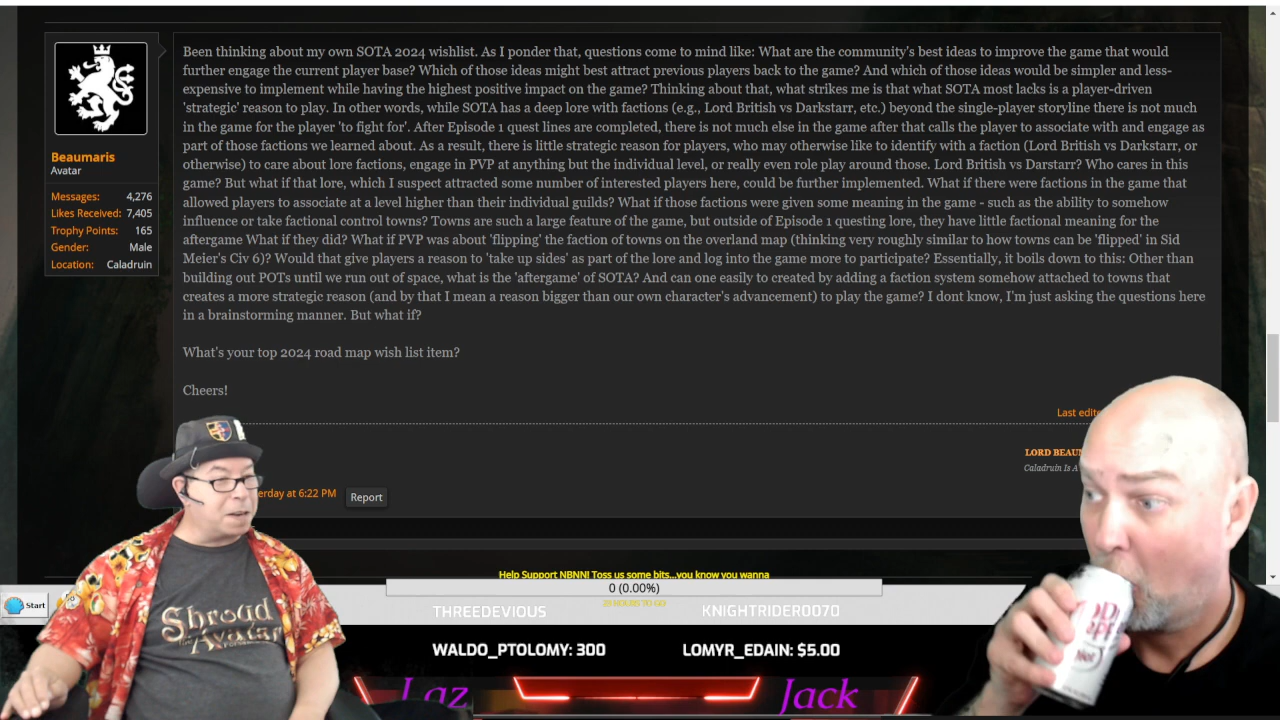 Been thinking about my own SOTA 2024 wishlist. As I ponder that, questions come to mind like: What are the community's best ideas to improve the game that would
further engage the current player base? Which of those ideas might best attract previous players back to the game? And which of those ideas would be simpler and less-
expensive to implement while having the highest positive impact on the game? Thinking about that, what strikes me is that what SOTA most lacks is a player-driven
'strategic' reason to play. In other words, while SOTA has a deep lore with factions (e.g., Lord British vs Darkstarr, etc.) beyond the single-player storyline there is not much
in the game for the player 'to fight for'. After Episode 1 quest lines are completed, there is not much else in the game after that calls the player to associate with and engage as
part of those factions we learned about. As a result, there is little strategic reason for players, who may otherwise like to identify with a faction (Lord British vs Darkstarr, or
otherwise) to care about lore factions, engage in PVP at anything but the individual level, or really even role play around those. Lord British vs Darstarr? Who cares in this
game? But what if that lore, which I suspect attracted some number of interested players here, could be further implemented. What if there were factions in the game that
allowed players to associate at a level higher than their individual guilds? What if those factions were given some meaning in the game - such as the ability to somehow
influence or take factional control towns? Towns are such a large feature of the game, but outside of Episode 1 questing lore, they have little factional meaning for the
aftergame What if they did? What if PVP was about 'flipping' the faction of towns on the overland map (thinking very roughly similar to how towns can be 'flipped' in Sid
Meier's Civ 6)? Would that give players a reason to 'take up sides' as part of the lore and log into the game more to participate? Essentially, it boils down to this: Other than
building out POTs until we run out of space, what is the 'aftergame' of SOTA? And can one easily to created by adding a faction system somehow attached to towns that
creates a more strategic reason (and by that I mean a reason bigger than our own character's advancement) to play the game? I dont know, I'm just asking the questions here
in a brainstorming manner. But what if?
What's your top 2024 road map wish list item?
Cheers!
Beaumaris
Avatar
Messages: 4,276
Likes Received: 7,405
Trophy Points: 165
Gender: Male
Location: Caladruin
Last edite
LORD BEAU
Caladruin Is A
erday at 6:22 PM
Report
Help Support NBNN! Toss us some bits...you know you wanna
0 (0.00%)
Start
THREEDEVIOUS
KNIGHTRIDER0070
WALDO_PTOLOMY: 300
LOMYR_EDAIN: $5.00
Laz
Jack
Shroud
of the
Avatar